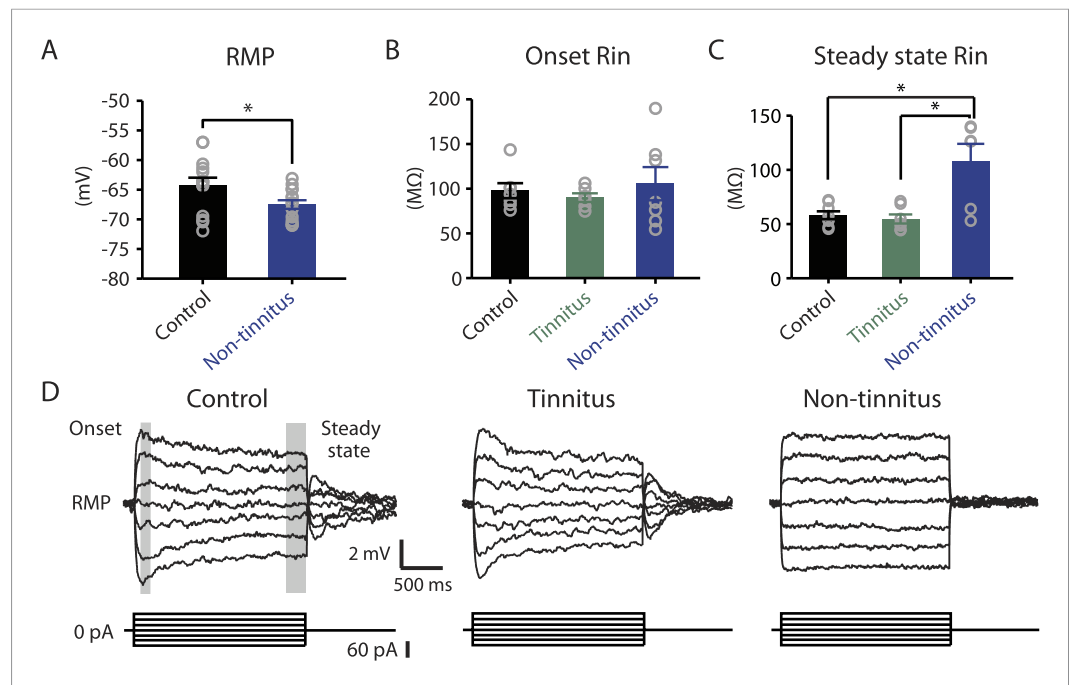 A
RMP
(mV)
-50
-55
-60
-65
-70
-75
-80
*
Control
Non-tinnitus
B
Onset Rin
(MΩ)
200
150
100
50
0
Control
Tinnitus
Non-tinnitus
C
Steady state Rin
(MΩ)
150
100
50
0
*
*
Control
Tinnitus
Non-tinnitus
D
Control
Tinnitus
Non-tinnitus
Onset
Steady
state
RMP
2 mV
500 ms
0 pA
60 pA